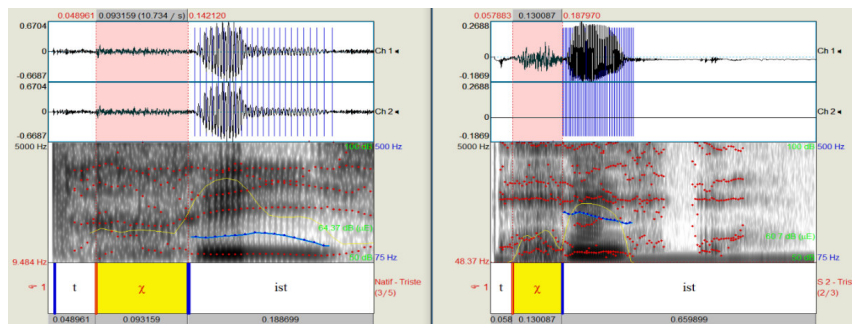 0.048961 0.093159 (10.734 / s) 0.142120
0.6704
0
Ch 1
-0.6687
0.6704
0
Ch 2
-0.6687
5000 Hz 100 dB 500 Hz
9.484 Hz 75 Hz
1 t χ ist Natif - Triste
(3/5)
0.048961 0.093159 0.188699
0.057883 0.130087 0.187970
0.2688
0
Ch 1
-0.1869
0.2688
0
Ch 2
-0.1869
5000 Hz 100 dB 500 Hz
48.37 Hz 75 Hz
1 t χ ist S 2 - Tris
(2/3)
0.058 0.130087 0.659899